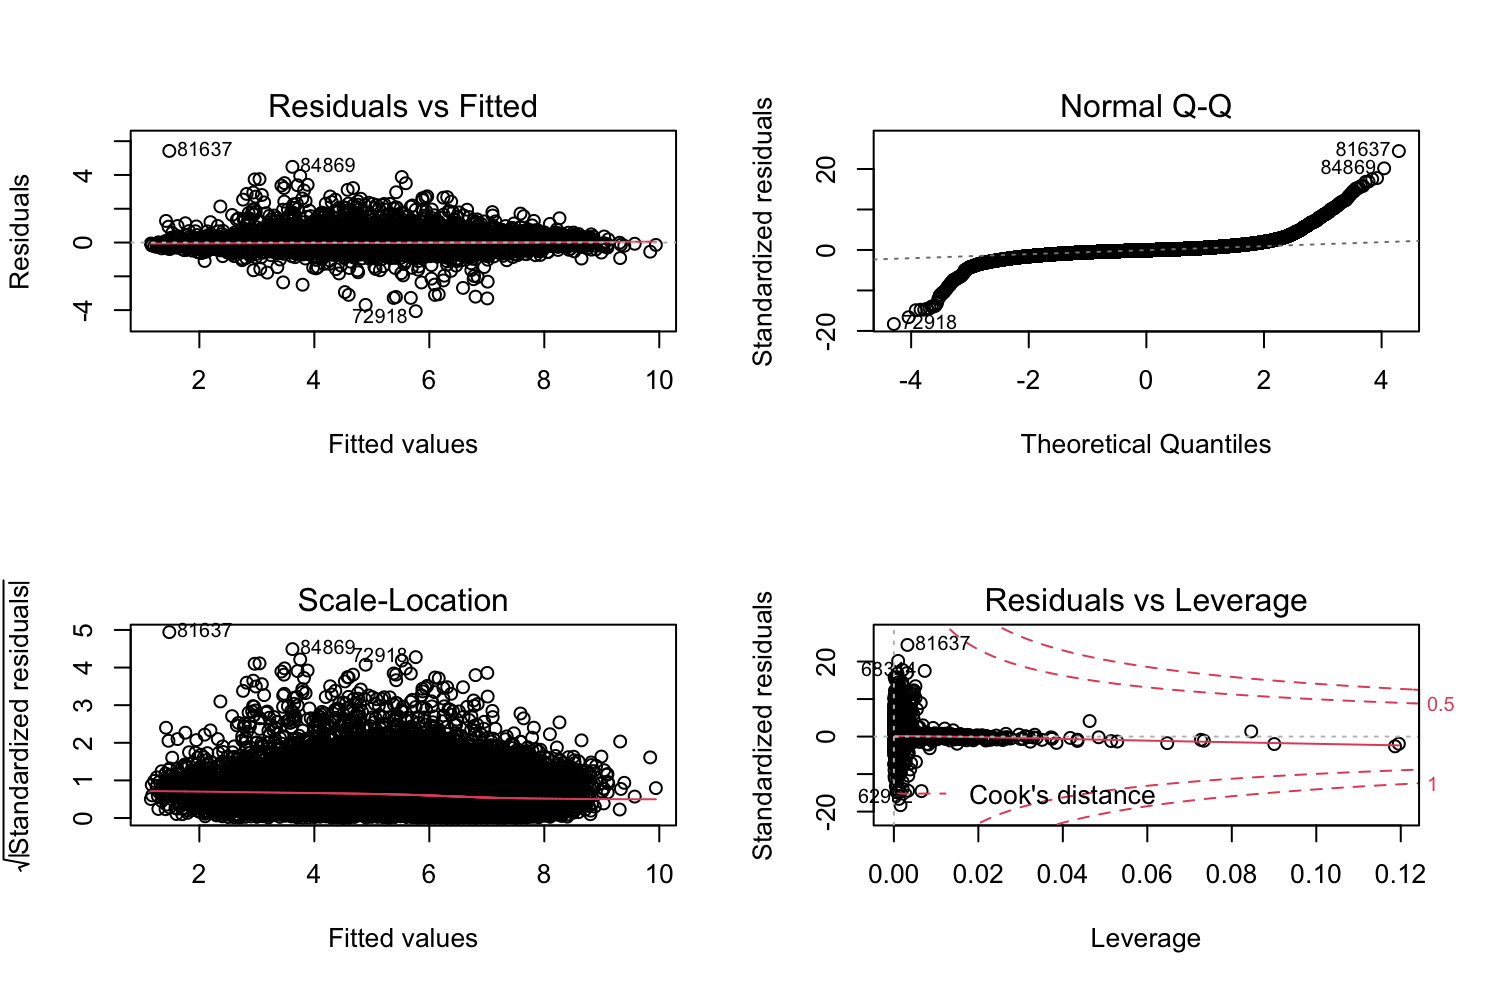 Residuals vs Fitted
Residuals
4
0
-4
81637
84869
72918
2 4 6 8 10
Fitted values
Normal Q-Q
Standardized residuals
20
0
-20
81637
84869
72918
-4 -2 0 2 4
Theoretical Quantiles
Scale-Location
√|Standardized residuals|
5
4
3
2
1
0
81637
84869
72918
2 4 6 8 10
Fitted values
Residuals vs Leverage
Standardized residuals
20
0
-20
81637
0.5
1
Cook's distance
0.00 0.02 0.04 0.06 0.08 0.10 0.12
Leverage